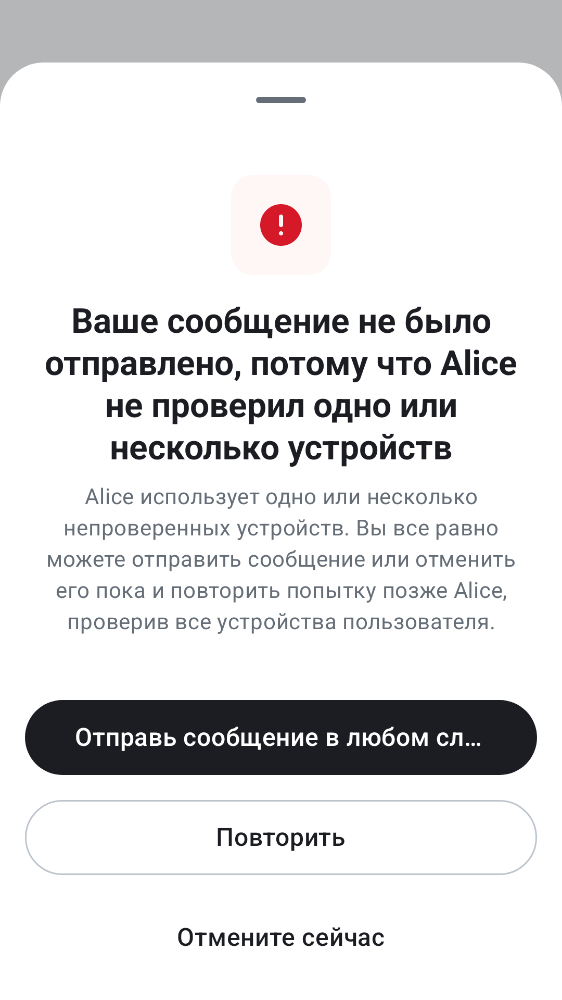 Ваше сообщение не было
отправлено, потому что Alice
не проверил одно или
несколько устройств
Alice использует одно или несколько
непроверенных устройств. Вы все равно
можете отправить сообщение или отменить
его пока и повторить попытку позже Alice,
проверив все устройства пользователя.
Отправь сообщение в любом сл...
Повторить
Отмените сейчас